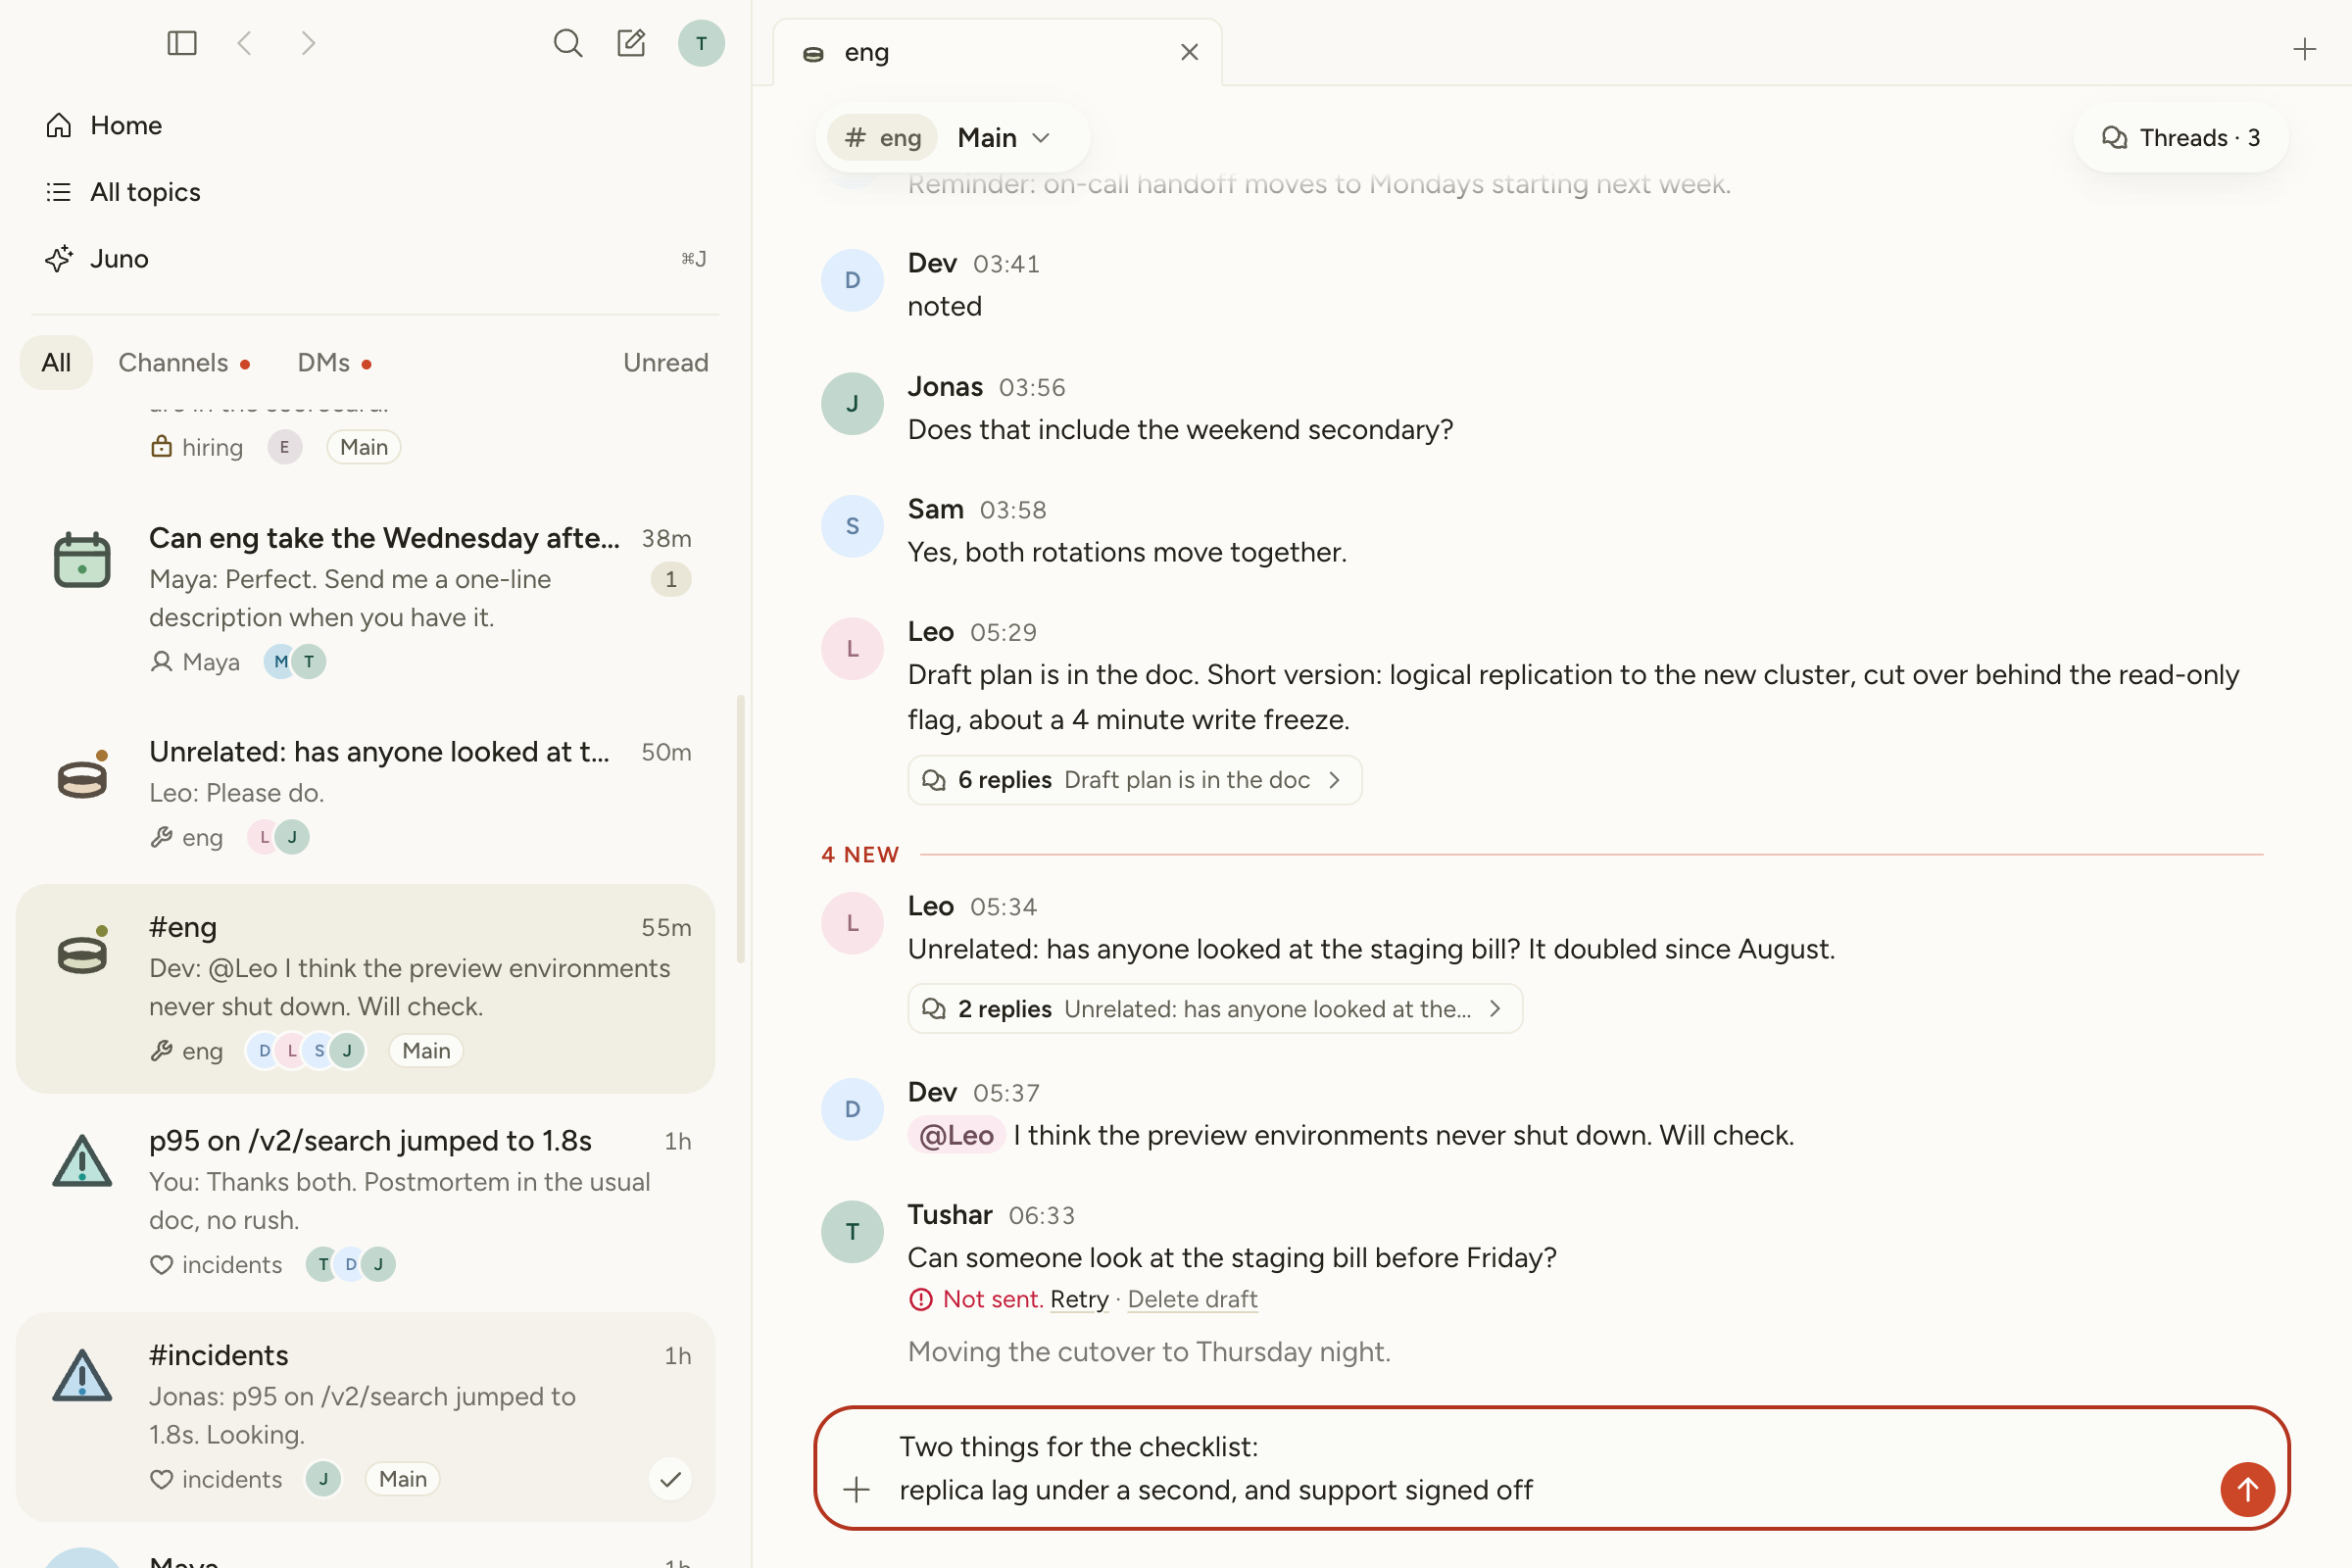 T
Home
All topics
Juno
⌘J
All
Channels
DMs
Unread
are in the scorecard.
hiring
E
Main
Can eng take the Wednesday afte...
38m
Maya: Perfect. Send me a one-line
1
description when you have it.
Maya
M
T
Unrelated: has anyone looked at t...
50m
Leo: Please do.
eng
L
J
#eng
55m
Dev: @Leo I think the preview environments
never shut down. Will check.
eng
D
L
S
J
Main
p95 on /v2/search jumped to 1.8s
1h
You: Thanks both. Postmortem in the usual
doc, no rush.
incidents
T
D
J
#incidents
1h
Jonas: p95 on /v2/search jumped to
1.8s. Looking.
incidents
J
Main
Maya
1h
eng
# eng
Main
Threads · 3
Reminder: on-call handoff moves to Mondays starting next week.
D
Dev 03:41
noted
J
Jonas 03:56
Does that include the weekend secondary?
S
Sam 03:58
Yes, both rotations move together.
L
Leo 05:29
Draft plan is in the doc. Short version: logical replication to the new cluster, cut over behind the read-only
flag, about a 4 minute write freeze.
6 replies Draft plan is in the doc
4 NEW
L
Leo 05:34
Unrelated: has anyone looked at the staging bill? It doubled since August.
2 replies Unrelated: has anyone looked at the...
D
Dev 05:37
@Leo I think the preview environments never shut down. Will check.
T
Tushar 06:33
Can someone look at the staging bill before Friday?
Not sent. Retry · Delete draft
Moving the cutover to Thursday night.
Two things for the checklist:
replica lag under a second, and support signed off